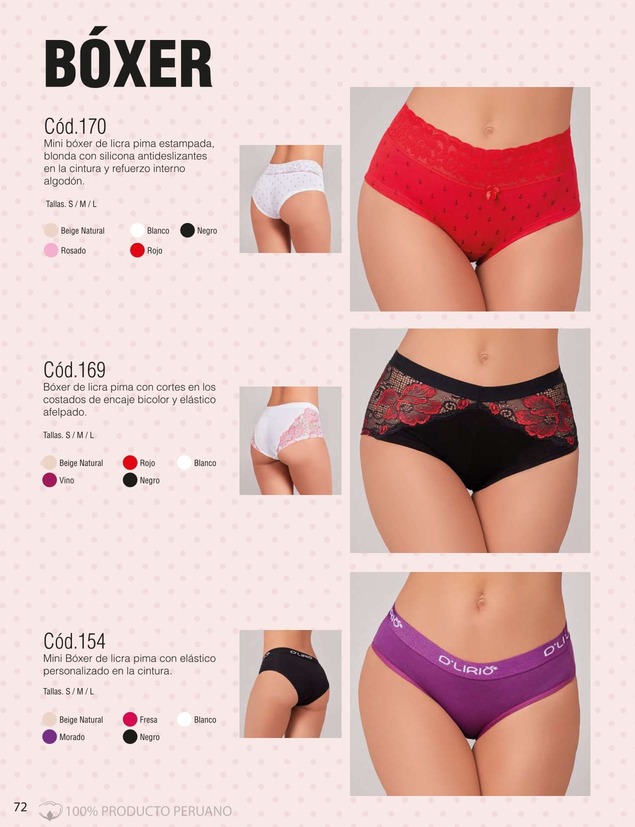 BÓXER
Cód.170
Mini bóxer de licra pima estampada,
blonda con silicona antideslizantes
en la cintura y refuerzo interno
algodón.
Tallas. S / M / L
Beige Natural
Blanco
Negro
Rosado
Rojo
Cód.169
Bóxer de licra pima con cortes en los
costados de encaje bicolor y elástico
afelpado.
Tallas. S / M / L
Beige Natural
Rojo
Blanco
Vino
Negro
Cód.154
Mini Bóxer de licra pima con elástico
personalizado en la cintura.
Tallas. S / M / L
Beige Natural
Fresa
Blanco
Morado
Negro
D'LIRIO
72
100% PRODUCTO PERUANO